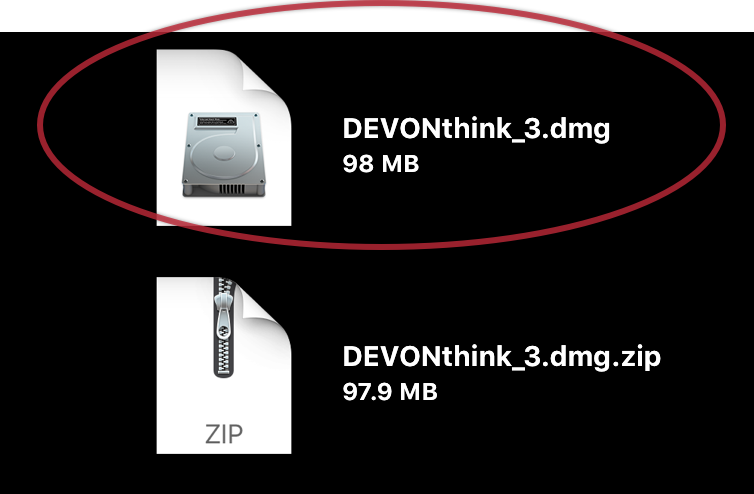 DEVONthink_3.dmg
98 MB
DEVONthink_3.dmg.zip
97.9 MB
ZIP